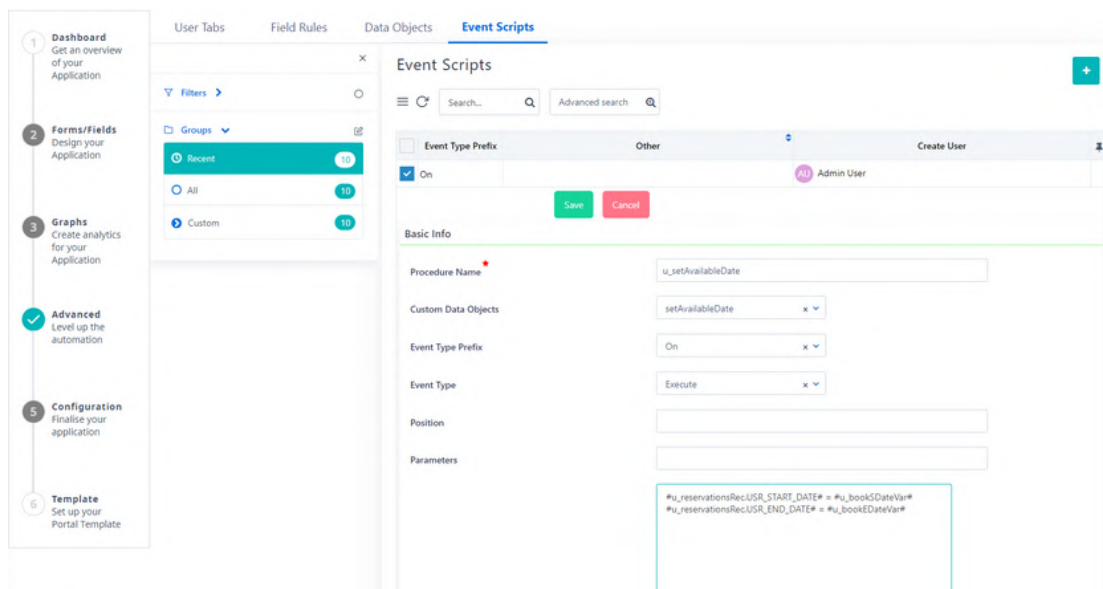 User Tabs
Field Rules
Data Objects
Event Scripts
1
Dashboard
Get an overview
of your
Application
2
Forms/Fields
Design your
Application
3
Graphs
Create analytics
for your
Application
Advanced
Level up the
automation
5
Configuration
Finalise your
application
6
Template
Set up your
Portal Template
×
Filters >
Groups
Recent
10
All
10
Custom
10
Event Scripts
+
Search...
Advanced search
Event Type Prefix
Other
Create User
On
AU Admin User
Save
Cancel
Basic Info
Procedure Name *
u_setAvailableDate
Custom Data Objects
setAvailableDate ×
Event Type Prefix
On ×
Event Type
Execute ×
Position
Parameters
#u_reservationsRec.USR_START_DATE# = #u_bookSDateVar#
#u_reservationsRec.USR_END_DATE# = #u_bookEDateVar#